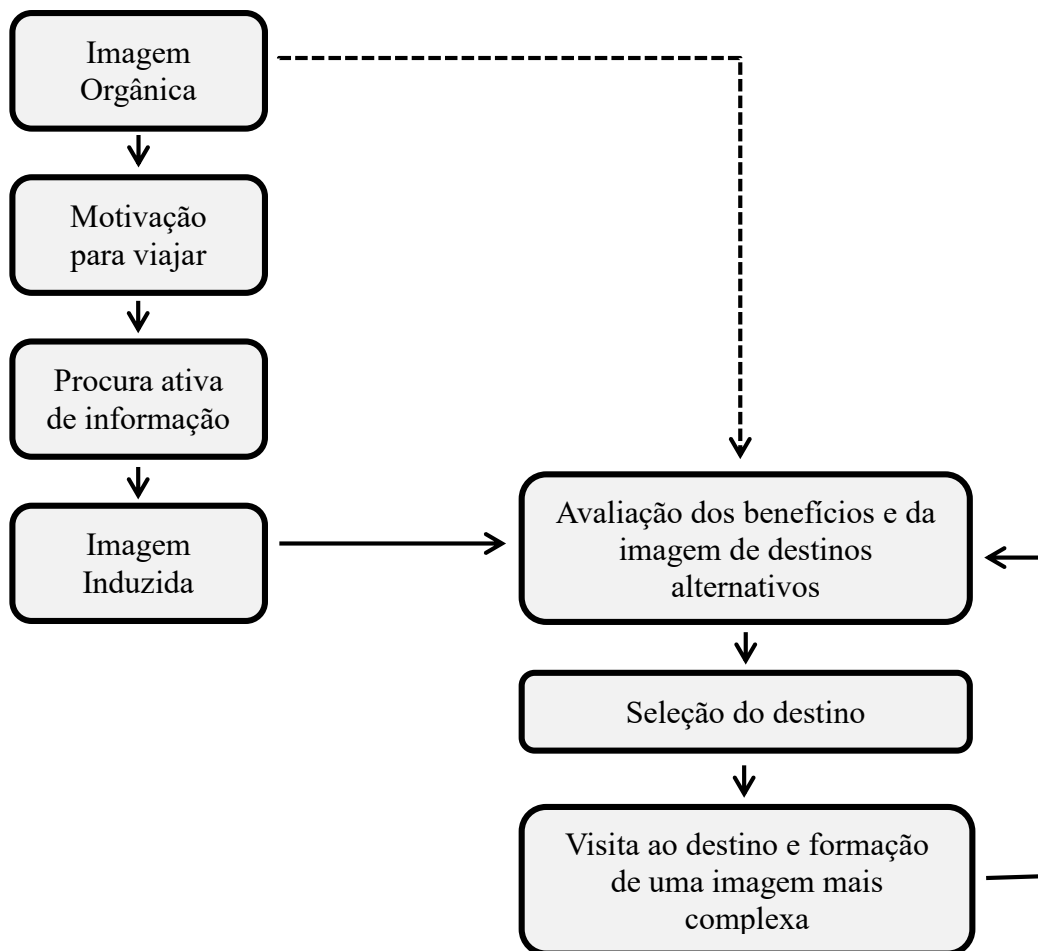 Imagem
Orgânica
Motivação
para viajar
Procura ativa
de informação
Imagem
Induzida
Avaliação dos benefícios e da
imagem de destinos
alternativos
Seleção do destino
Visita ao destino e formação
de uma imagem mais
complexa